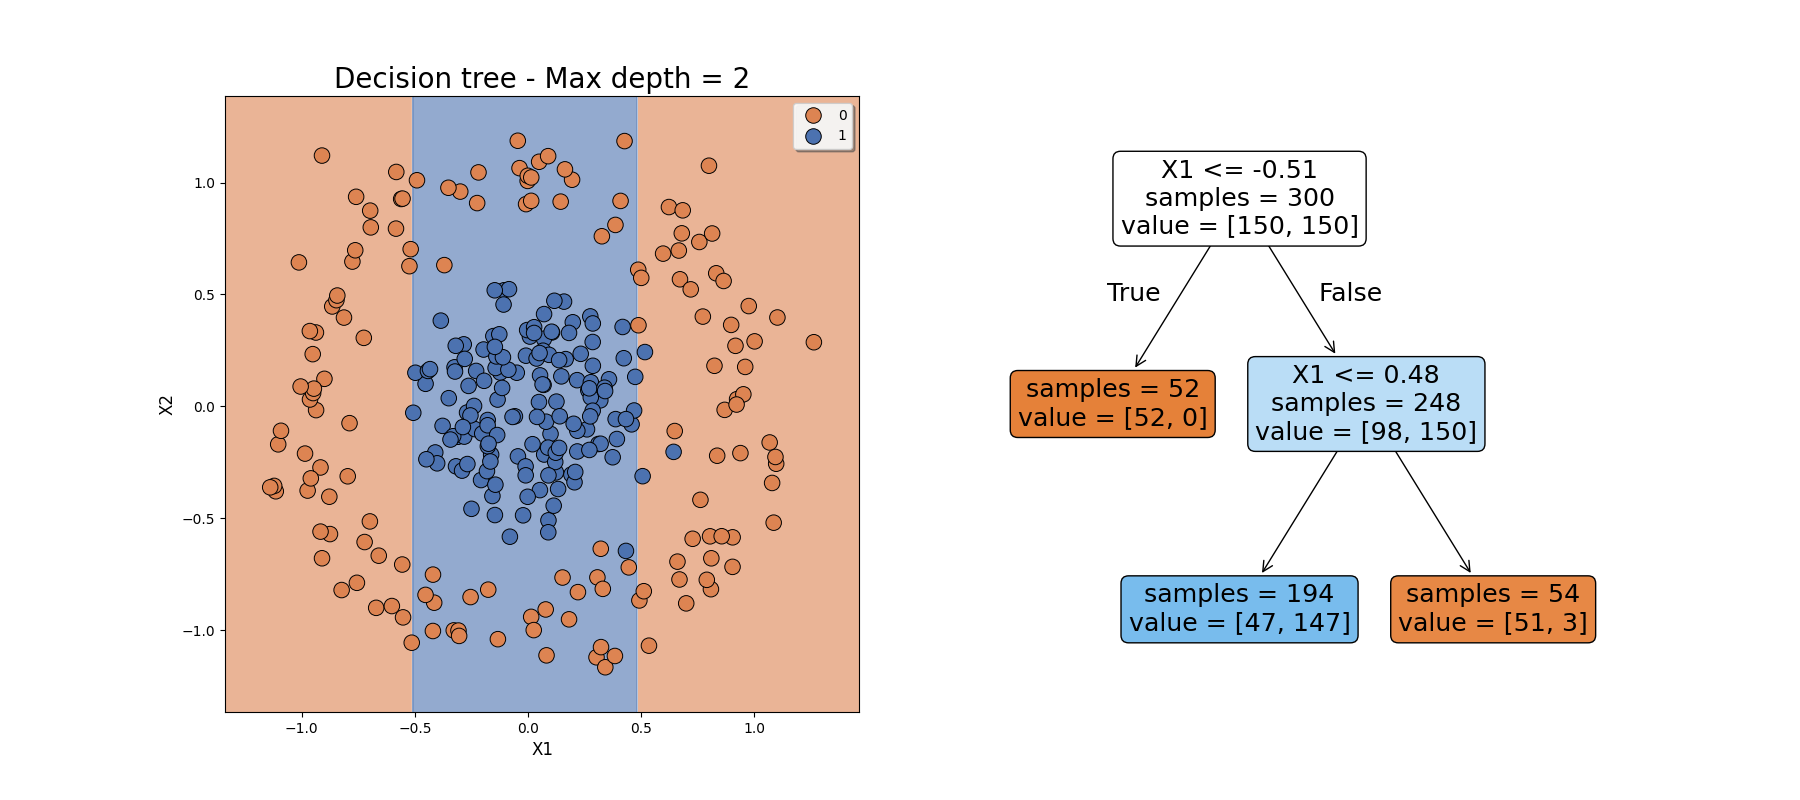 Decision tree - Max depth = 2
0
1
1.0
0.5
0.0
−0.5
−1.0
X2
−1.0
−0.5
0.0
0.5
1.0
X1
X1 <= -0.51
samples = 300
value = [150, 150]
True
False
samples = 52
value = [52, 0]
X1 <= 0.48
samples = 248
value = [98, 150]
samples = 194
value = [47, 147]
samples = 54
value = [51, 3]